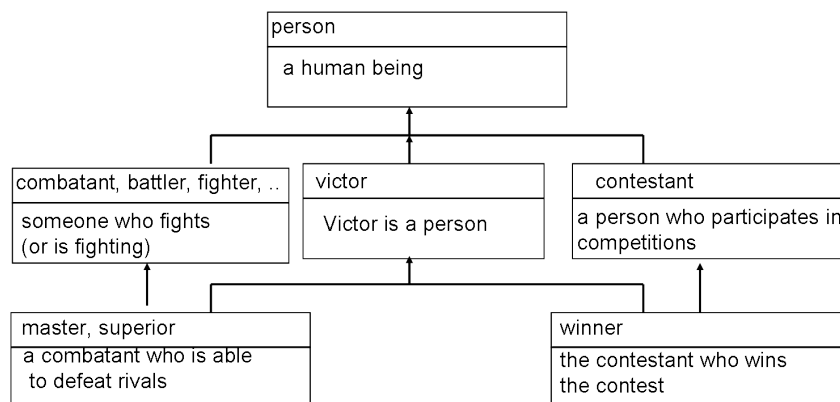 person
a human being
combatant, battler, fighter, ..
someone who fights
(or is fighting)
victor
Victor is a person
contestant
a person who participates in
competitions
master, superior
a combatant who is able
to defeat rivals
winner
the contestant who wins
the contest